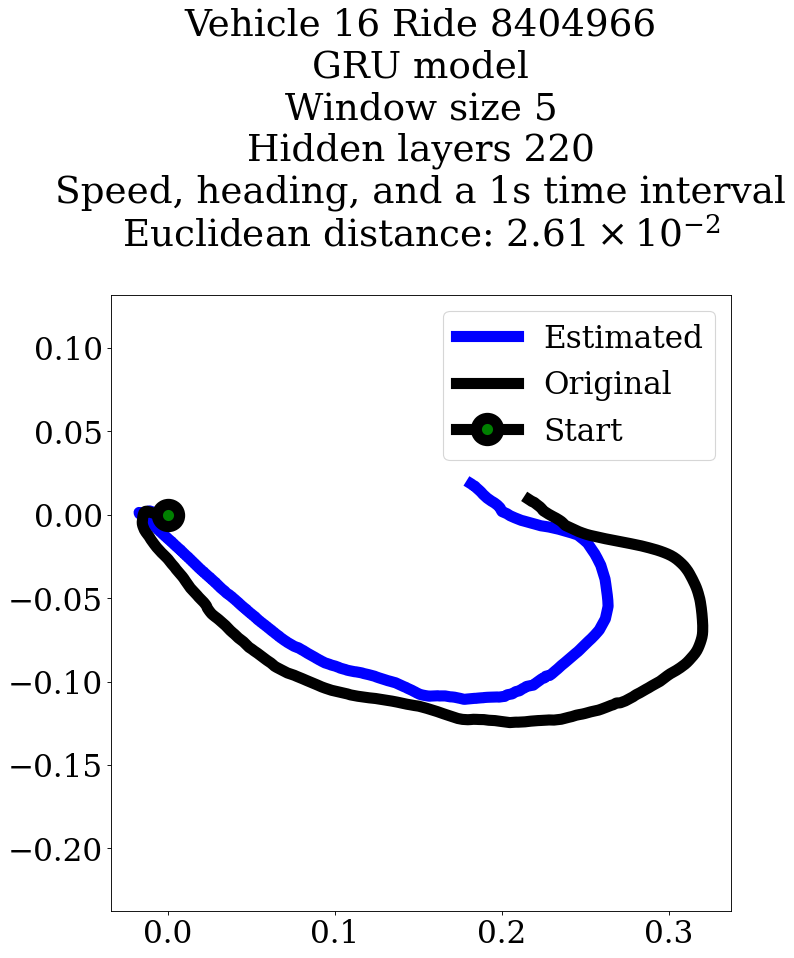 Vehicle 16 Ride 8404966
GRU model
Window size 5
Hidden layers 220
Speed, heading, and a 1s time interval
Euclidean distance: 2.61 × 10⁻²
Estimated
Original
Start
0.10
0.05
0.00
−0.05
−0.10
−0.15
−0.20
0.0 0.1 0.2 0.3